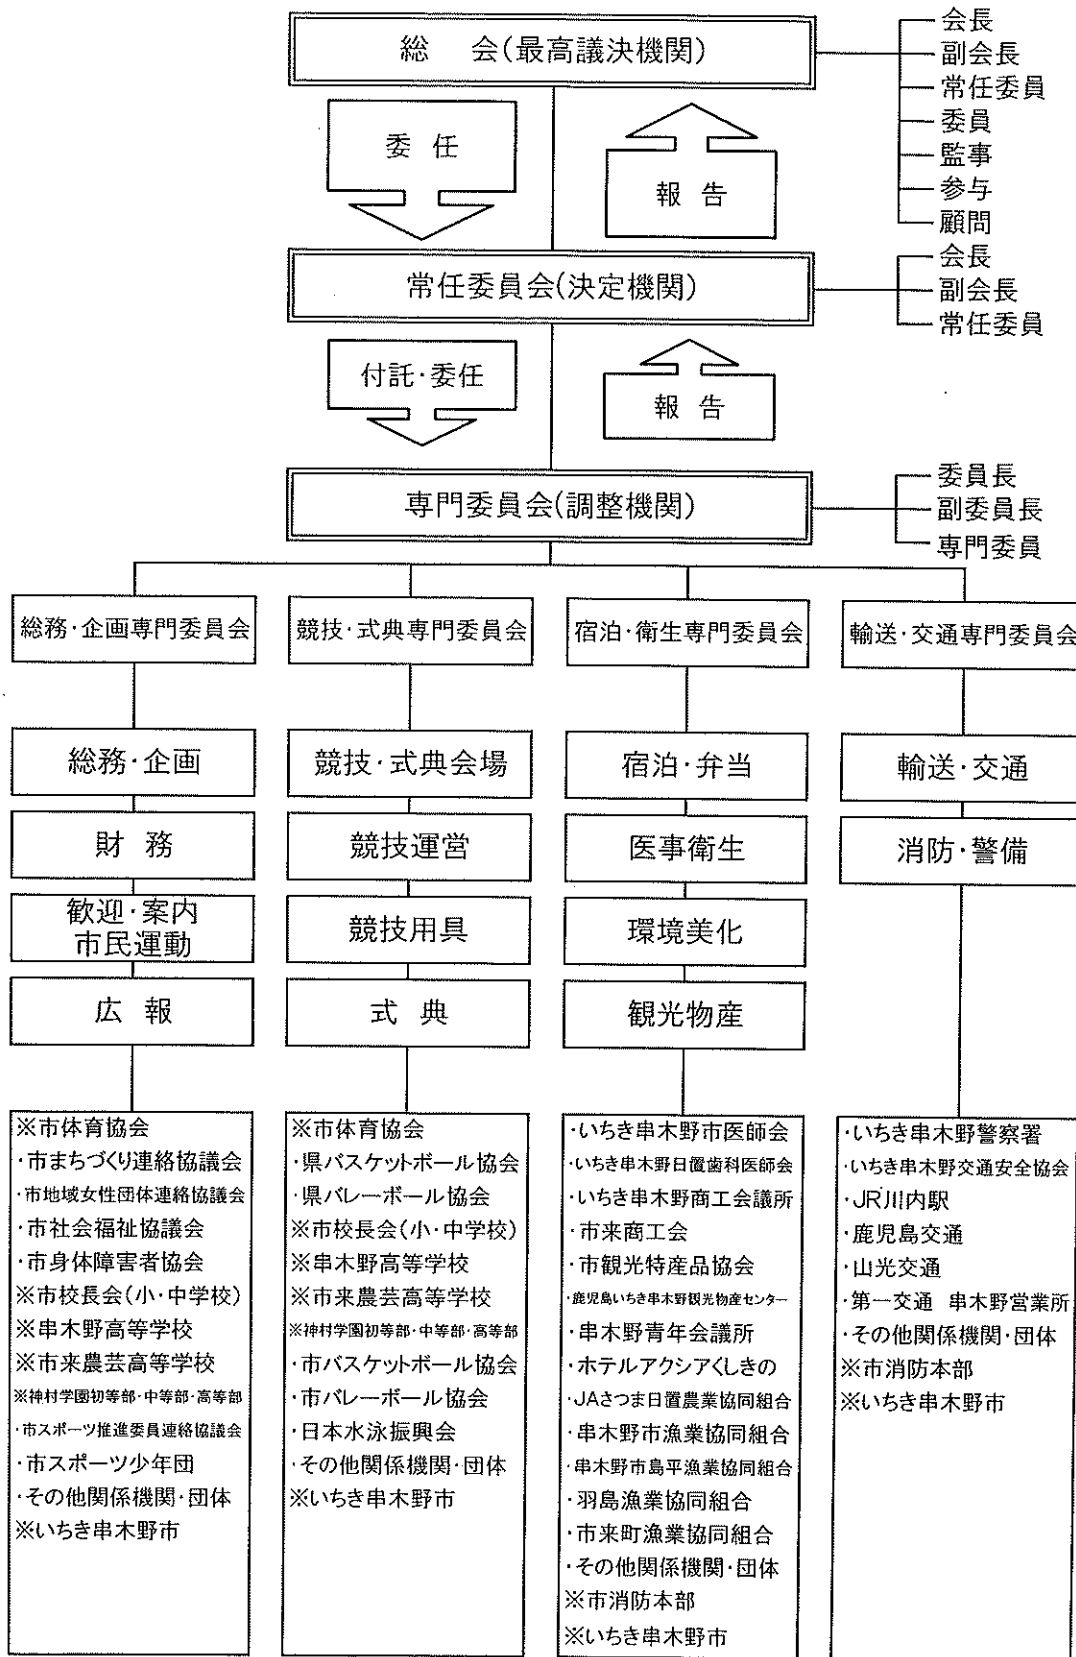 総　会(最高議決機関)
会長
副会長
常任委員
委員
監事
参与
顧問
委 任
報 告
常任委員会(決定機関)
会長
副会長
常任委員
付託・委任
報 告
専門委員会(調整機関)
委員長
副委員長
専門委員
総務・企画専門委員会
総務・企画
財 務
歓迎・案内
市民運動
広 報
※市体育協会
・市まちづくり連絡協議会
・市地域女性団体連絡協議会
・市社会福祉協議会
・市身体障害者協会
※市校長会(小・中学校)
※串木野高等学校
※市来農芸高等学校
※神村学園初等部・中等部・高等部
・市スポーツ推進委員連絡協議会
・市スポーツ少年団
・その他関係機関・団体
※いちき串木野市
競技・式典専門委員会
競技・式典会場
競技運営
競技用具
式 典
※市体育協会
・県バスケットボール協会
・県バレーボール協会
※市校長会(小・中学校)
※串木野高等学校
※市来農芸高等学校
※神村学園初等部・中等部・高等部
・市バスケットボール協会
・市バレーボール協会
・日本水泳振興会
・その他関係機関・団体
※いちき串木野市
宿泊・衛生専門委員会
宿泊・弁当
医事衛生
環境美化
観光物産
・いちき串木野市医師会
・いちき串木野日置歯科医師会
・いちき串木野商工会議所
・市来商工会
・市観光特産品協会
・鹿児島いちき串木野観光物産センター
・串木野青年会議所
・ホテルアクシアくしきの
・JAさつま日置農業協同組合
・串木野市漁業協同組合
・串木野市島平漁業協同組合
・羽島漁業協同組合
・市来町漁業協同組合
・その他関係機関・団体
※市消防本部
※いちき串木野市
輸送・交通専門委員会
輸送・交通
消防・警備
・いちき串木野警察署
・いちき串木野交通安全協会
・JR川内駅
・鹿児島交通
・山光交通
・第一交通　串木野営業所
・その他関係機関・団体
※市消防本部
※いちき串木野市